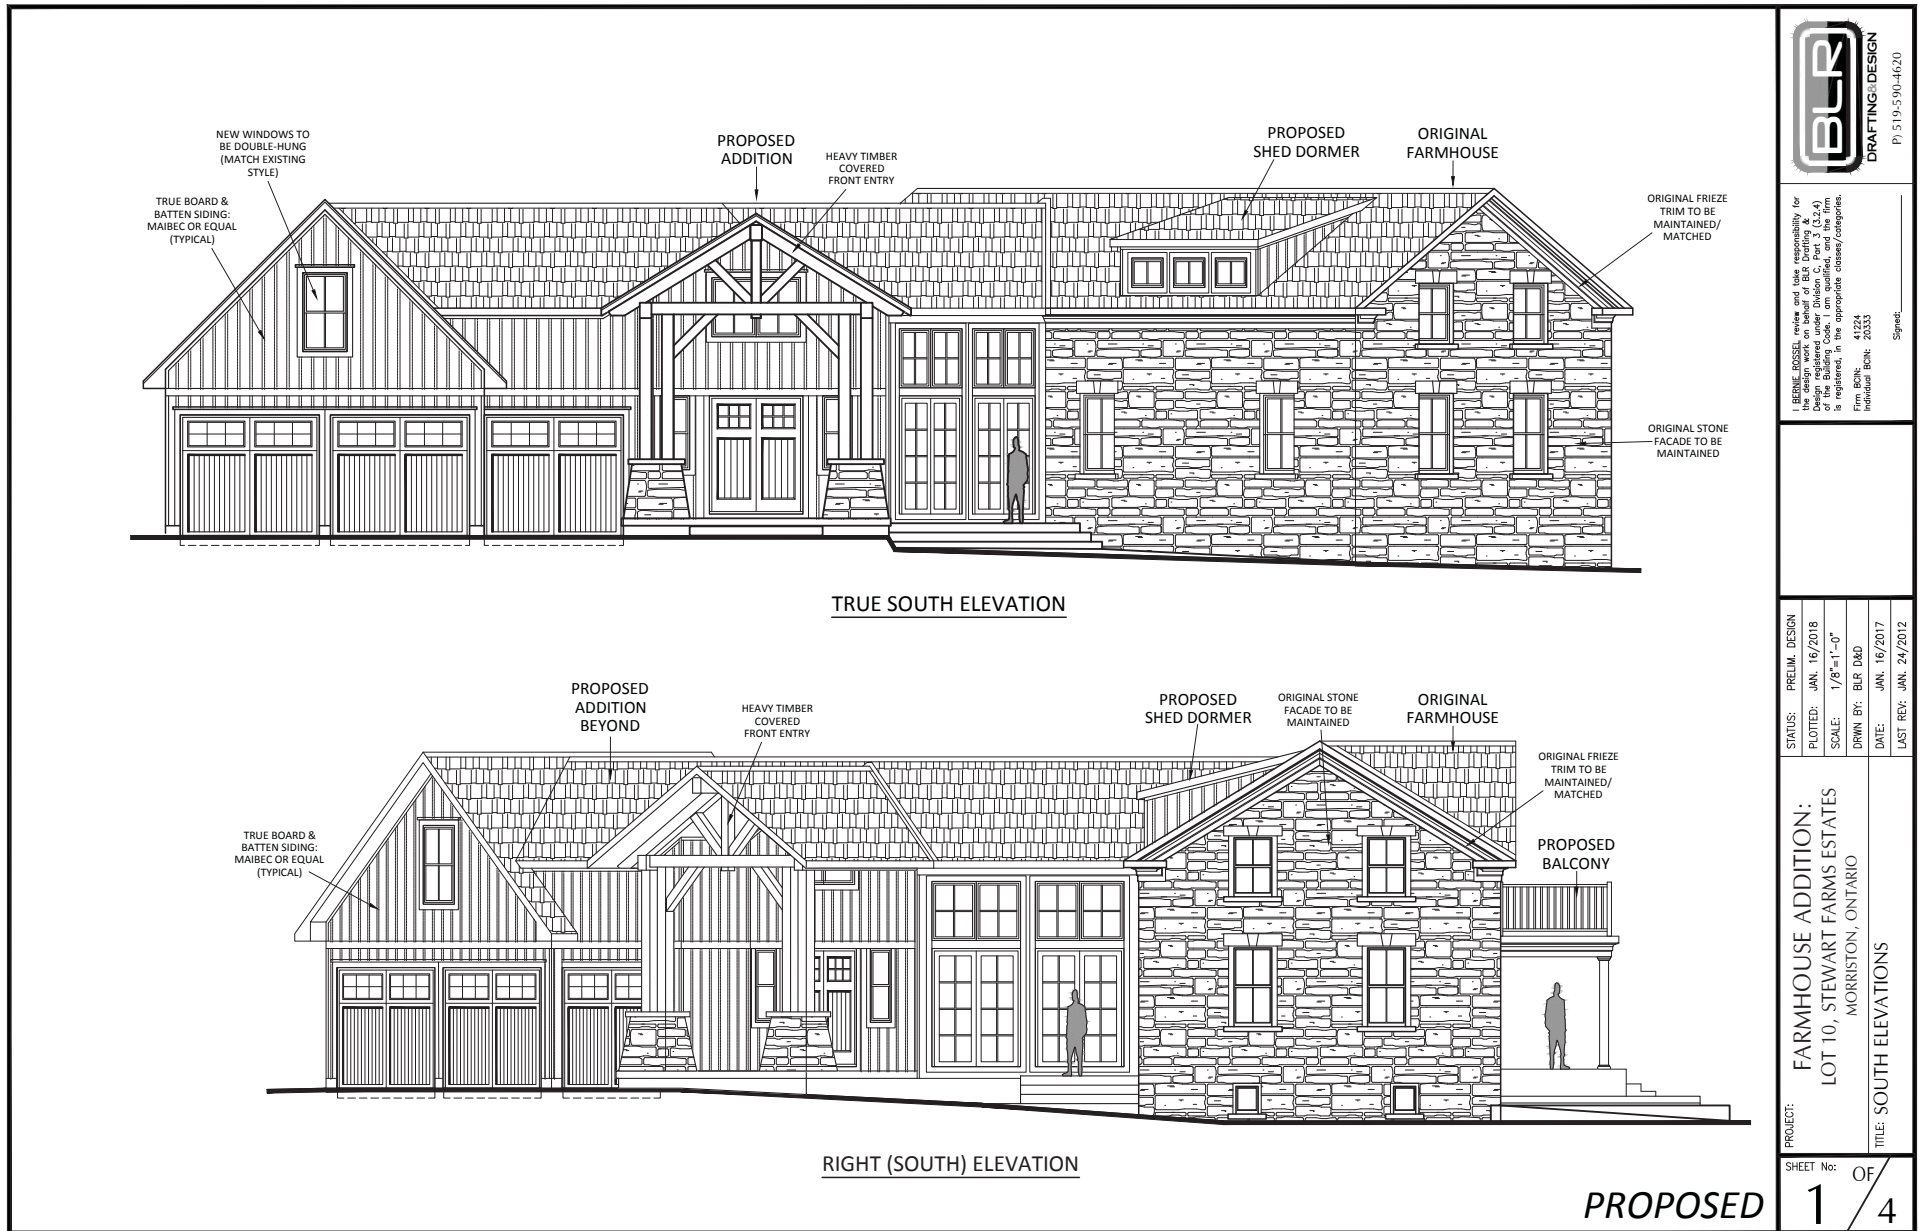 NEW WINDOWS TO
BE DOUBLE-HUNG
(MATCH EXISTING
STYLE)
TRUE BOARD &
BATTEN SIDING:
MAIBEC OR EQUAL
(TYPICAL)
PROPOSED
ADDITION
HEAVY TIMBER
COVERED
FRONT ENTRY
PROPOSED
SHED DORMER
ORIGINAL
FARMHOUSE
ORIGINAL FRIEZE
TRIM TO BE
MAINTAINED/
MATCHED
ORIGINAL STONE
FACADE TO BE
MAINTAINED
TRUE SOUTH ELEVATION
PROPOSED
ADDITION
BEYOND
HEAVY TIMBER
COVERED
FRONT ENTRY
TRUE BOARD &
BATTEN SIDING:
MAIBEC OR EQUAL
(TYPICAL)
PROPOSED
SHED DORMER
ORIGINAL STONE
FACADE TO BE
MAINTAINED
ORIGINAL
FARMHOUSE
ORIGINAL FRIEZE
TRIM TO BE
MAINTAINED/
MATCHED
PROPOSED
BALCONY
RIGHT (SOUTH) ELEVATION
PROPOSED
BLR
DRAFTING&DESIGN
P) 519-590-4620
I BERNIE ROSSEL review and take responsibility for
the design work on behalf of BLR Drafting &
Design registered under Division C, Part 3 (3.2.4)
of the Building Code. I am qualified, and the firm
is registered, in the appropriate classes/categories.
Firm BCIN: 41224
Individual BCIN: 20333
Signed:
STATUS: PRELIM. DESIGN
PLOTTED: JAN. 16/2018
SCALE: 1/8"=1'-0"
DRWN BY: BLR D&D
DATE: JAN. 16/2017
LAST REV: JAN. 24/2012
PROJECT:
FARMHOUSE ADDITION:
LOT 10, STEWART FARMS ESTATES
MORRISTON, ONTARIO
TITLE: SOUTH ELEVATIONS
SHEET No:
1 OF 4